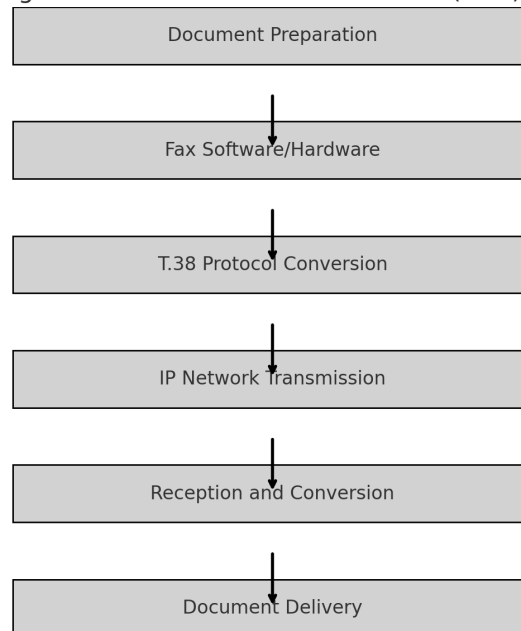 Document Preparation
Fax Software/Hardware
T.38 Protocol Conversion
IP Network Transmission
Reception and Conversion
Document Delivery